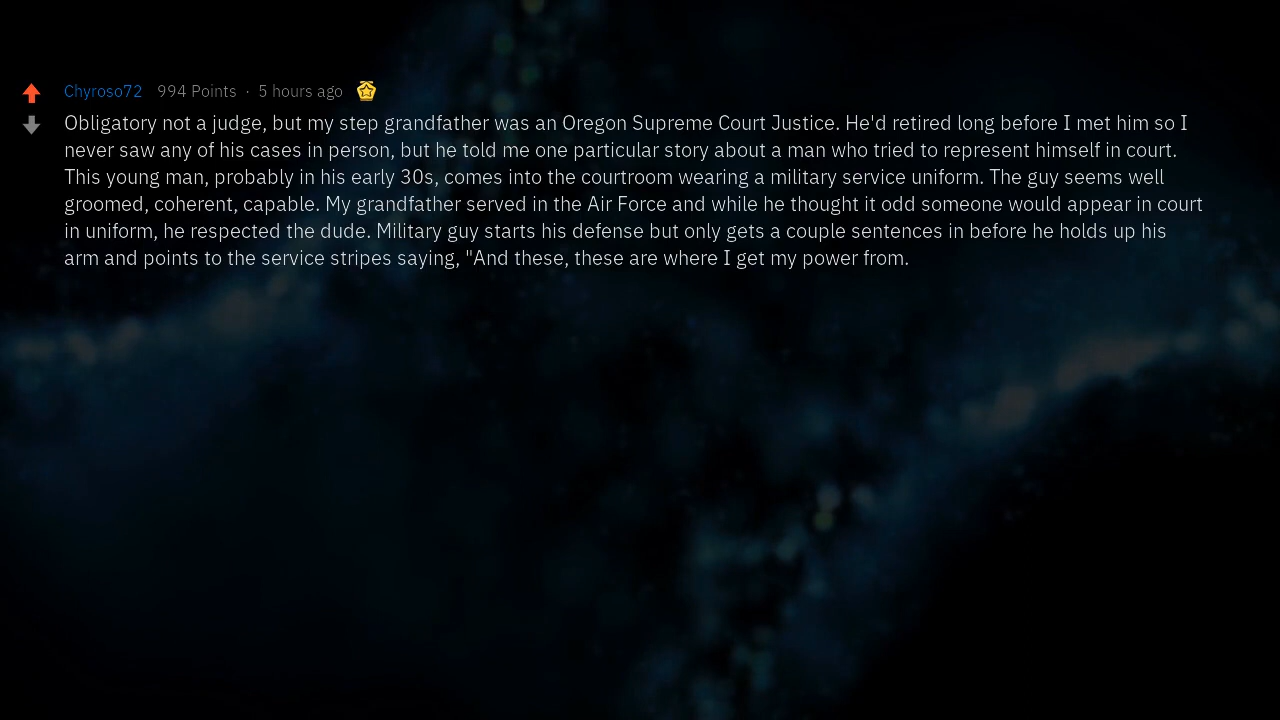 Chyroso72 994 Points · 5 hours ago
Obligatory not a judge, but my step grandfather was an Oregon Supreme Court Justice. He'd retired long before I met him so I
never saw any of his cases in person, but he told me one particular story about a man who tried to represent himself in court.
This young man, probably in his early 30s, comes into the courtroom wearing a military service uniform. The guy seems well
groomed, coherent, capable. My grandfather served in the Air Force and while he thought it odd someone would appear in court
in uniform, he respected the dude. Military guy starts his defense but only gets a couple sentences in before he holds up his
arm and points to the service stripes saying, "And these, these are where I get my power from.